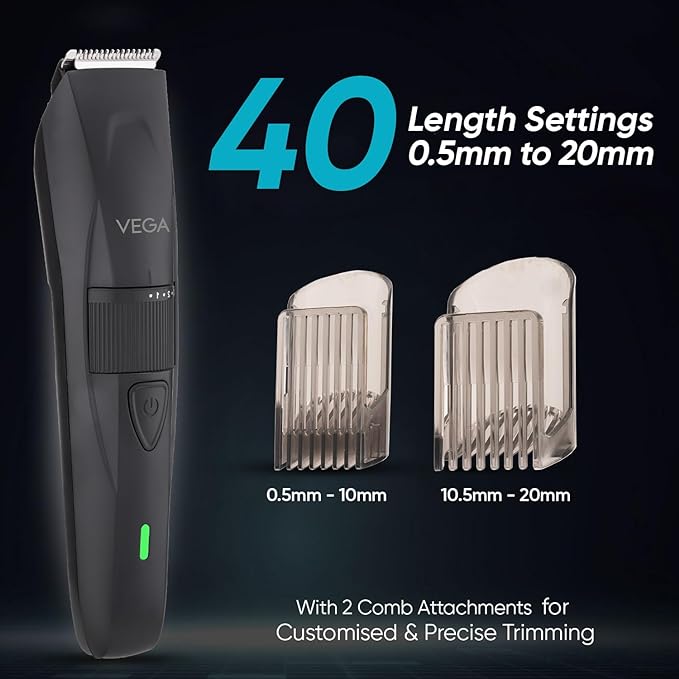 40
Length Settings
0.5mm to 20mm
VEGA
0.5mm - 10mm
10.5mm - 20mm
With 2 Comb Attachments for
Customised & Precise Trimming